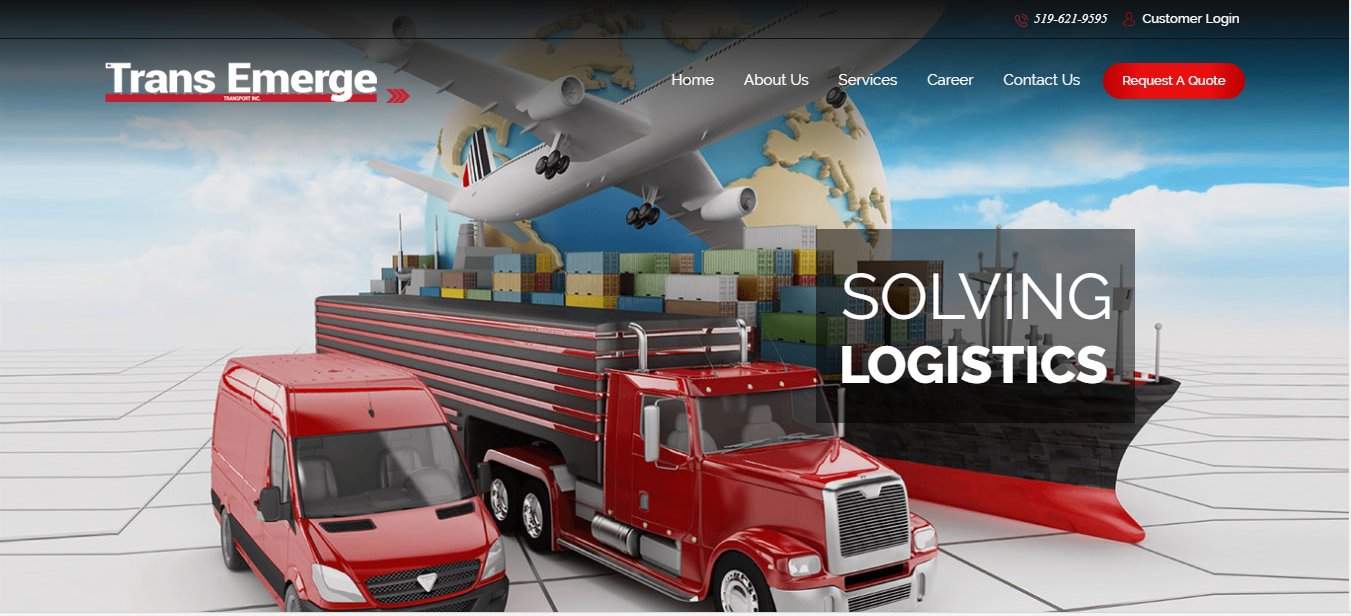 519-621-9595 Customer Login
Trans Emerge
TRANSPORT INC.
Home About Us Services Career Contact Us Request A Quote
SOLVING
LOGISTICS